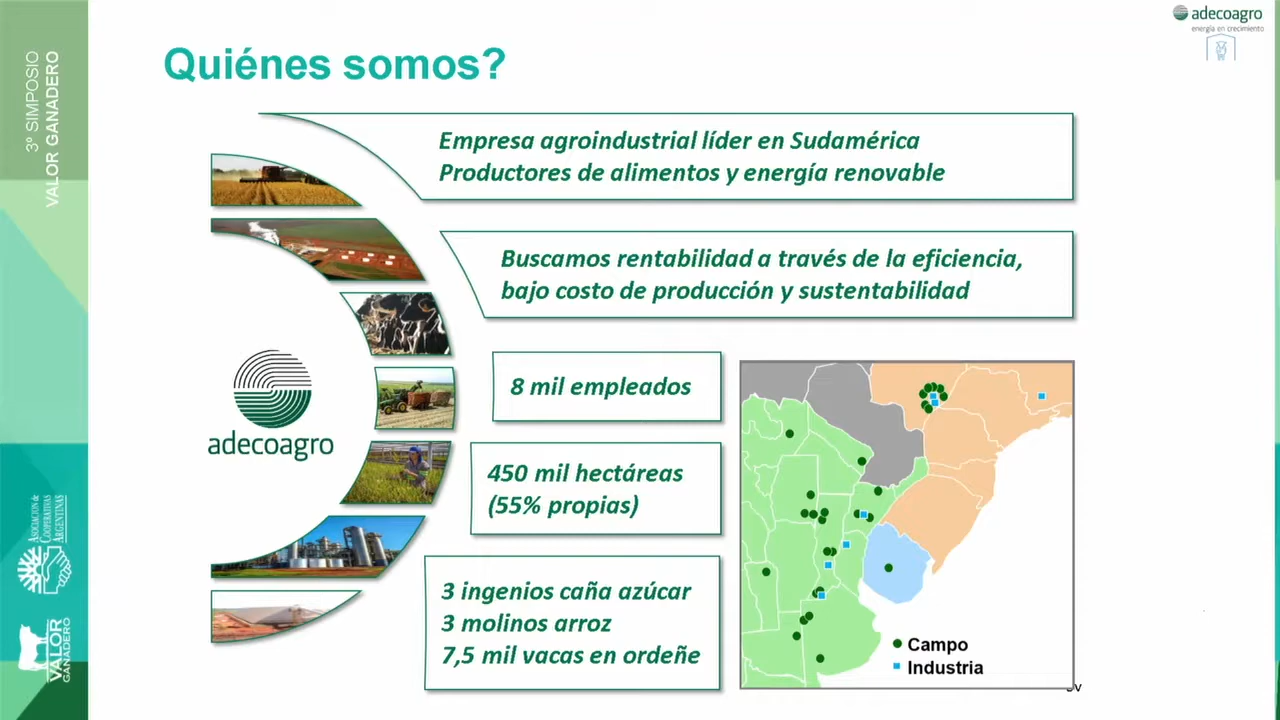 3º SIMPOSIO
VALOR GANADERO
adecoagro
energía en crecimiento
Quiénes somos?
Empresa agroindustrial líder en Sudamérica
Productores de alimentos y energía renovable
Buscamos rentabilidad a través de la eficiencia,
bajo costo de producción y sustentabilidad
adecoagro
8 mil empleados
450 mil hectáreas
(55% propias)
3 ingenios caña azúcar
3 molinos arroz
7,5 mil vacas en ordeñe
Campo
Industria
ASOCIACION de
COOPERATIVAS
ARGENTINAS
VALOR
GANADERO